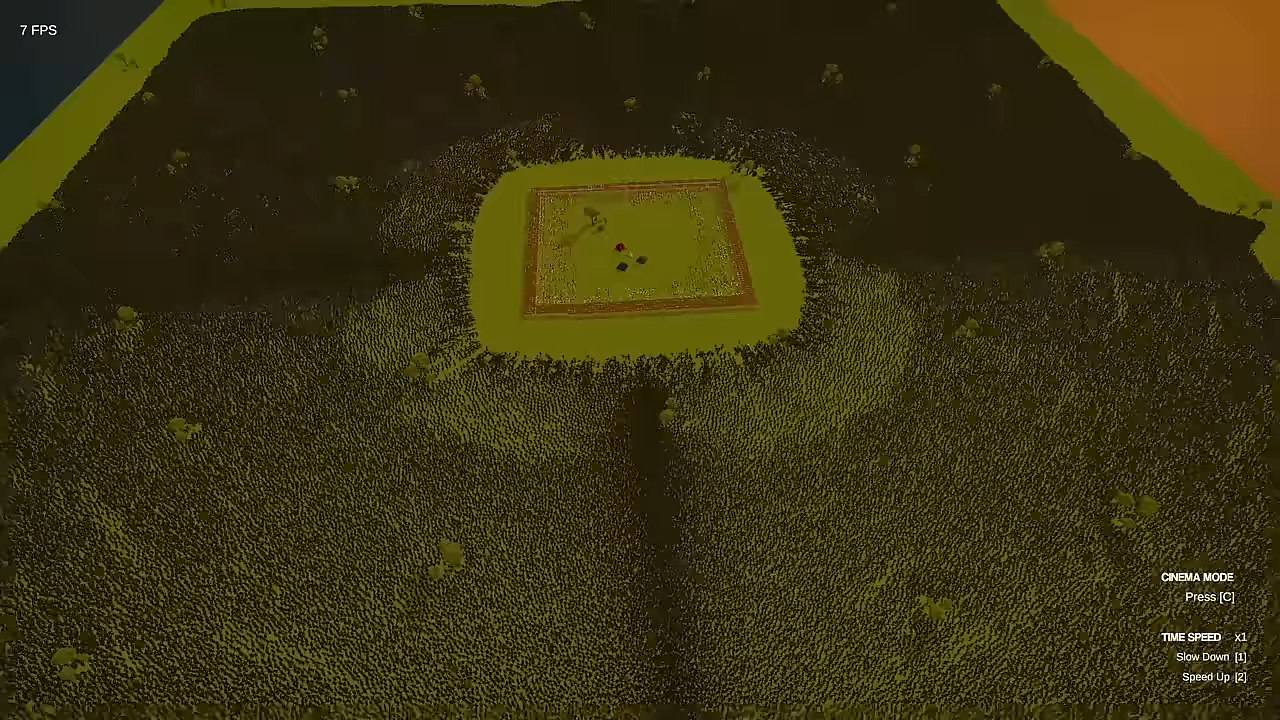 7 FPS
CINEMA MODE
Press [C]
TIME SPEED x1
Slow Down [1]
Speed Up [2]